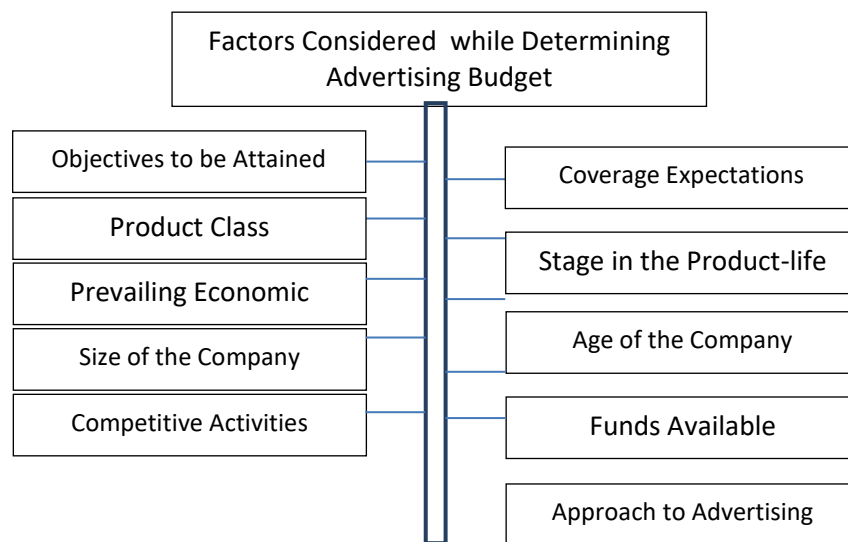 Factors Considered while Determining
Advertising Budget
Objectives to be Attained
Product Class
Prevailing Economic
Size of the Company
Competitive Activities
Coverage Expectations
Stage in the Product-life
Age of the Company
Funds Available
Approach to Advertising